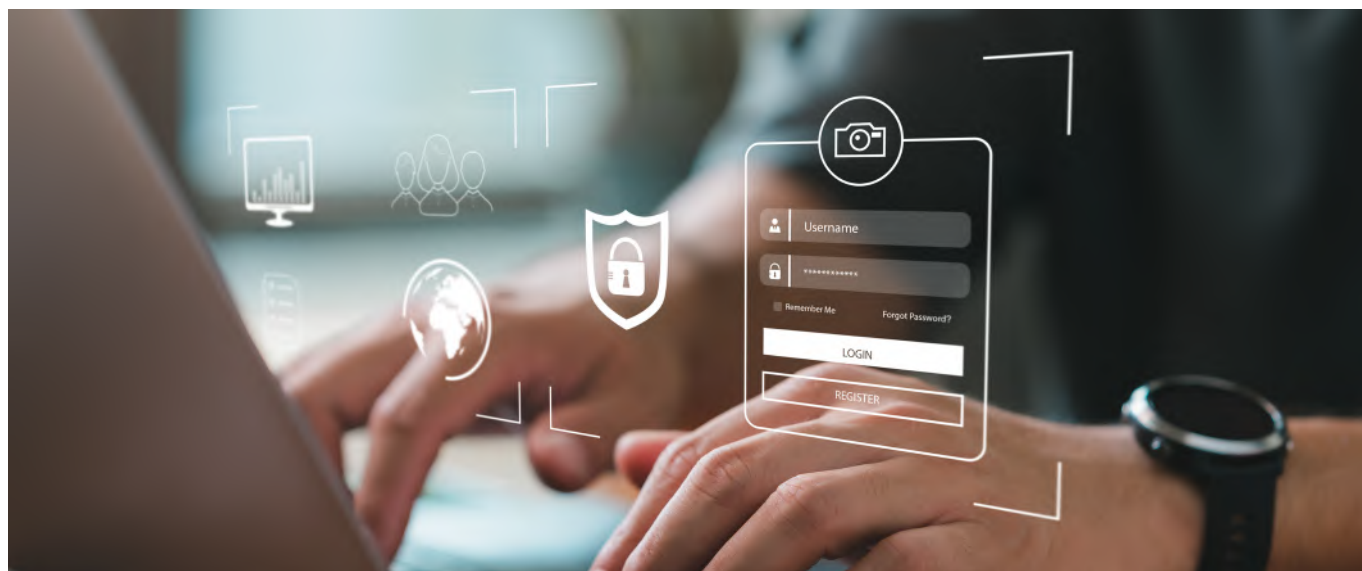 Username
************
Remember Me Forgot Password?
LOGIN
REGISTER